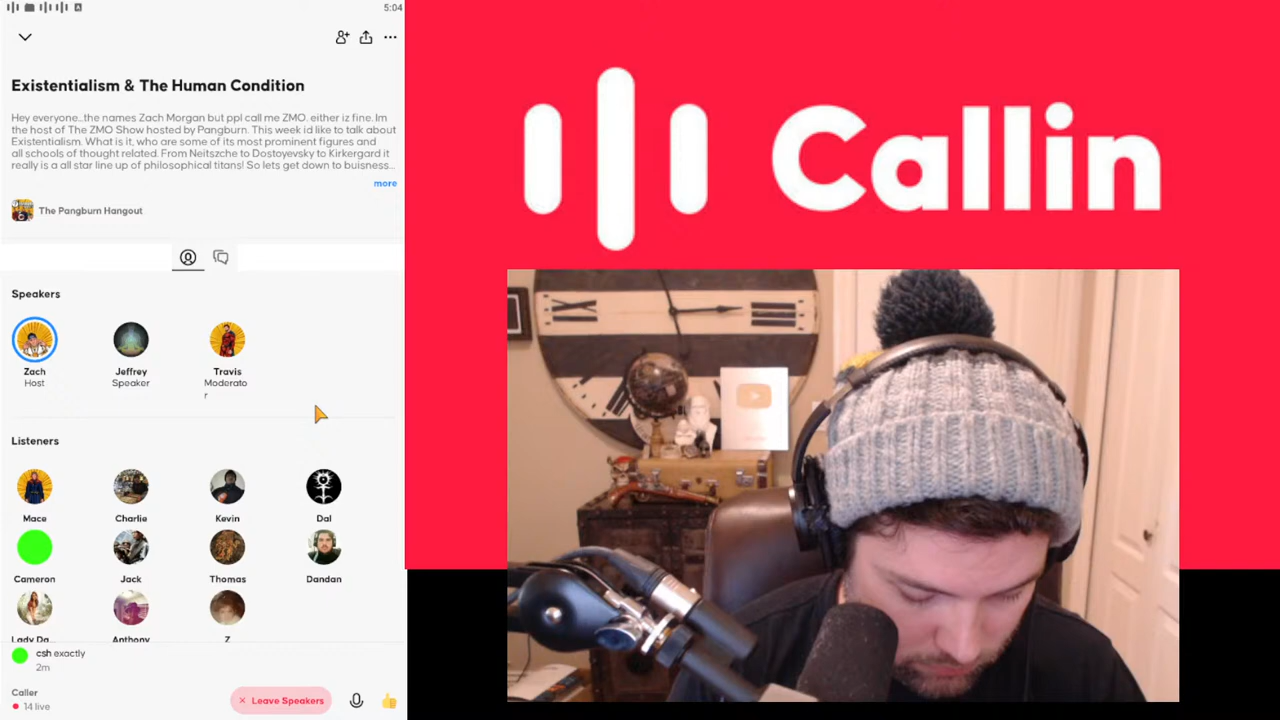 5:04
Existentialism & The Human Condition
Hey everyone...the names Zach Morgan but ppl call me ZMO. either iz fine. Im
the host of The ZMO Show hosted by Pangburn. This week id like to talk about
Existentialism. What is it, who are some of its most prominent figures and
all schools of thought related. From Neitszche to Dostoyevsky to Kirkergard it
really is a all star line up of philosophical titans! So lets get down to buisness...
more
The Pangburn Hangout
Speakers
Zach
Host
Jeffrey
Speaker
Travis
Moderato
r
Listeners
Mace
Charlie
Kevin
Dal
Cameron
Jack
Thomas
Dandan
Lady Da...
Anthony
Z
csh exactly
2m
Caller
14 live
× Leave Speakers
Callin